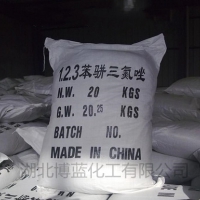 1.2.3苯骈三氮唑
N.W. 20 KGS
G.W. 20.25 KGS
BATCH NO.
MADE IN CHINA
湖北博蓝化工有限公司